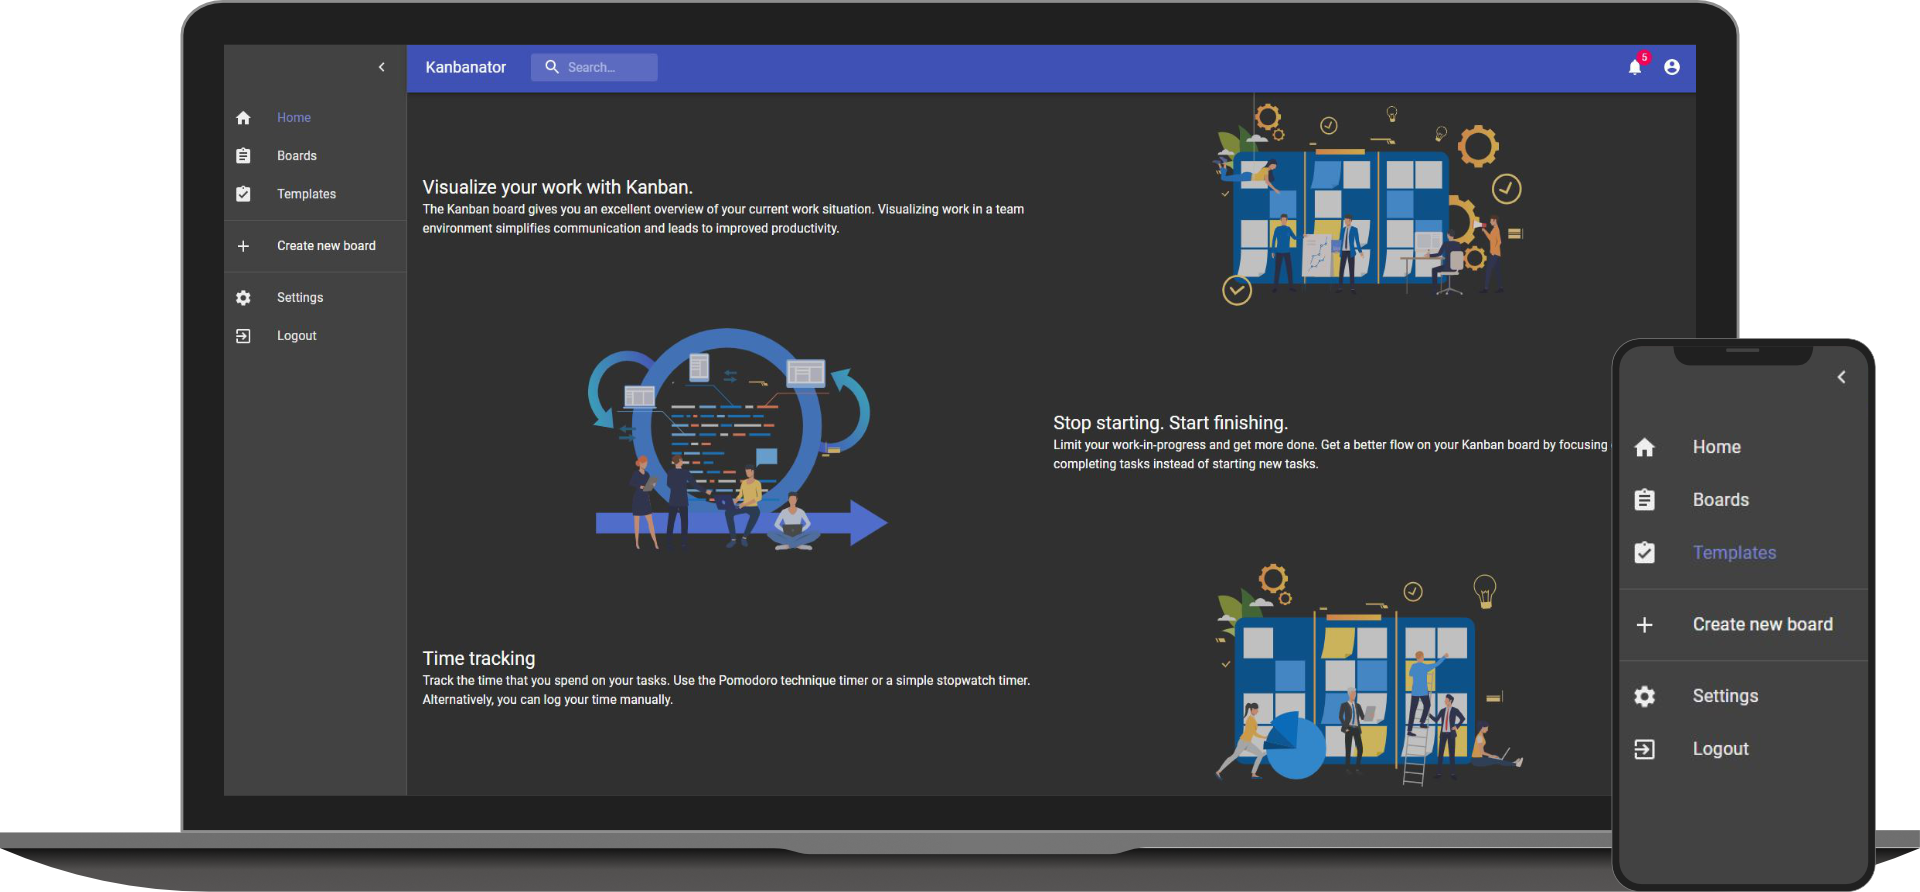 Kanbanator
Search...
5
Home
Boards
Templates
Create new board
Settings
Logout
Visualize your work with Kanban.
The Kanban board gives you an excellent overview of your current work situation. Visualizing work in a team
environment simplifies communication and leads to improved productivity.
Stop starting. Start finishing.
Limit your work-in-progress and get more done. Get a better flow on your Kanban board by focusing
completing tasks instead of starting new tasks.
Time tracking
Track the time that you spend on your tasks. Use the Pomodoro technique timer or a simple stopwatch timer.
Alternatively, you can log your time manually.
Home
Boards
Templates
Create new board
Settings
Logout